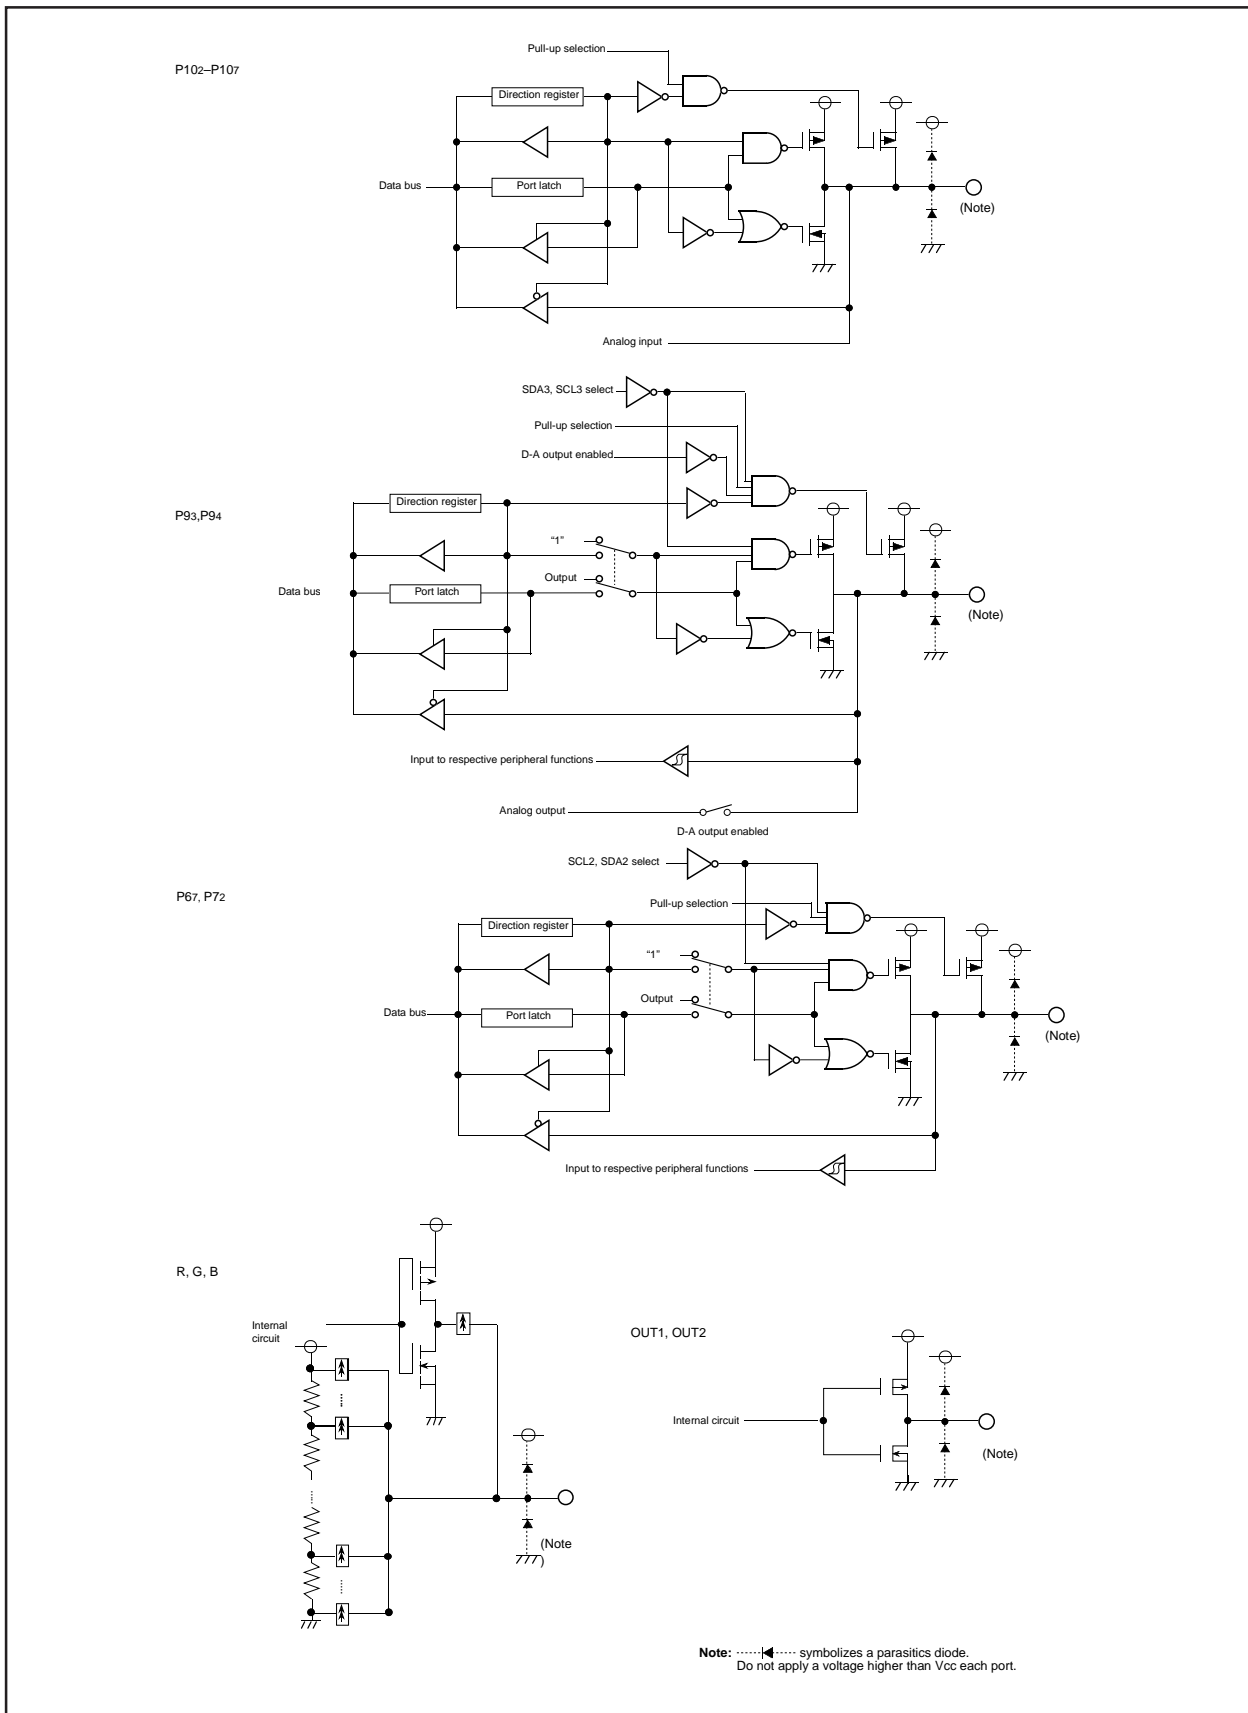 Pull-up selection
P102–P107
Direction register
Data bus
Port latch
(Note)
Analog input
SDA3, SCL3 select
Pull-up selection
D-A output enabled
Direction register
P93,P94
“1”
Output
Data bus
Port latch
(Note)
Input to respective peripheral functions
Analog output
D-A output enabled
SCL2, SDA2 select
P67, P72
Pull-up selection
Direction register
“1”
Output
Data bus
Port latch
(Note)
Input to respective peripheral functions
R, G, B
Internal
circuit
OUT1, OUT2
Internal circuit
(Note)
(Note
)
Note: symbolizes a parasitics diode.
Do not apply a voltage higher than Vcc each port.